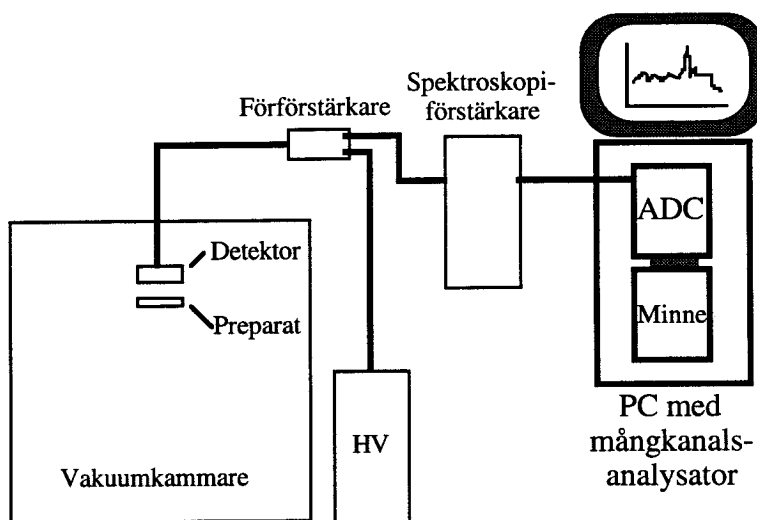 Spektroskopi-
förstärkare
Förförstärkare
ADC
Detektor
Preparat
Minne
HV
Vakuumkammare
PC med
mångkanals-
analysator